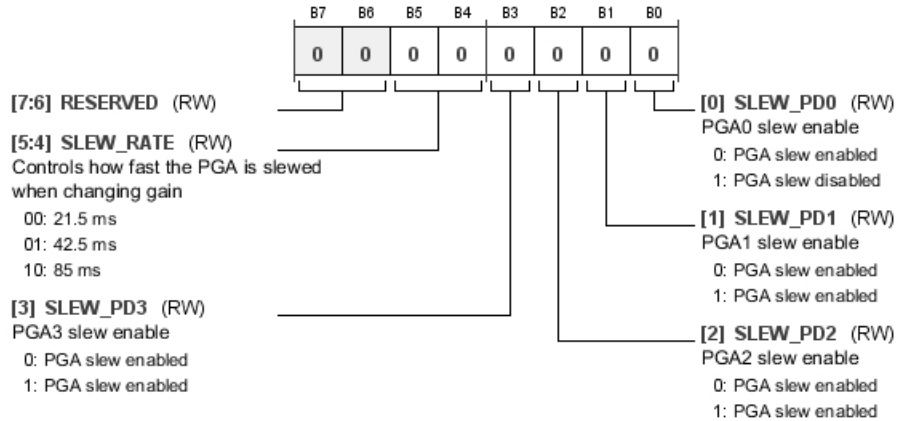 B7 B6 B5 B4 B3 B2 B1 B0
0 0 0 0 0 0 0 0
[7:6] RESERVED (RW)
[5:4] SLEW_RATE (RW)
Controls how fast the PGA is slewed
when changing gain
00: 21.5 ms
01: 42.5 ms
10: 85 ms
[3] SLEW_PD3 (RW)
PGA3 slew enable
0: PGA slew enabled
1: PGA slew enabled
[0] SLEW_PD0 (RW)
PGA0 slew enable
0: PGA slew enabled
1: PGA slew disabled
[1] SLEW_PD1 (RW)
PGA1 slew enable
0: PGA slew enabled
1: PGA slew enabled
[2] SLEW_PD2 (RW)
PGA2 slew enable
0: PGA slew enabled
1: PGA slew enabled